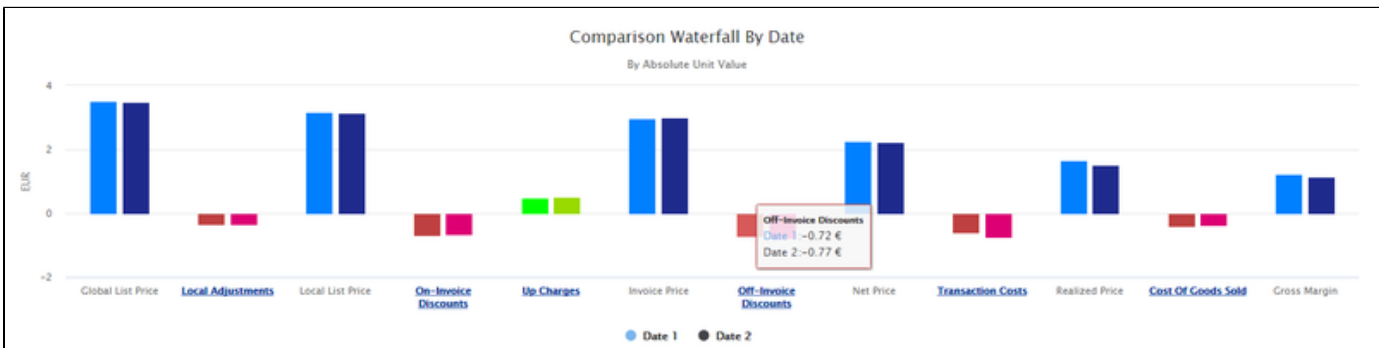 Comparison Waterfall By Date
By Absolute Unit Value
4
2
0
-2
EUR
Off-Invoice Discounts
Date 1:-0.72 €
Date 2:-0.77 €
Global List Price
Local Adjustments
Local List Price
On-Invoice
Discounts
Up Charges
Invoice Price
Off-Invoice
Discounts
Net Price
Transaction Costs
Realized Price
Cost Of Goods Sold
Gross Margin
Date 1
Date 2